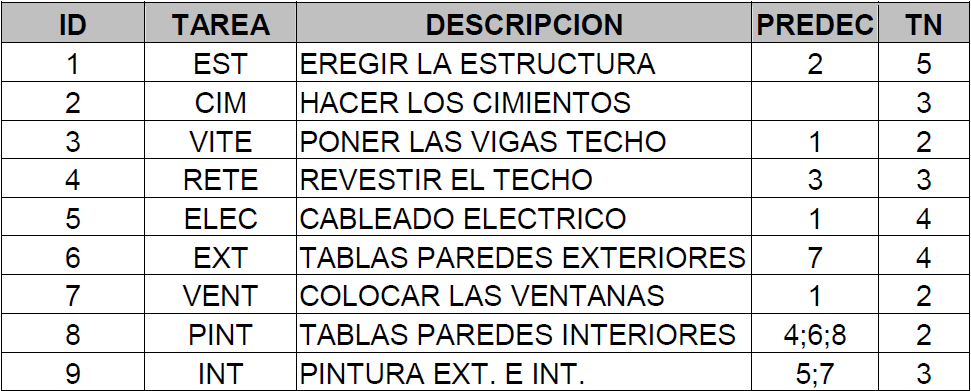 ID TAREA DESCRIPCION PREDEC TN
1 EST EREGIR LA ESTRUCTURA 2 5
2 CIM HACER LOS CIMIENTOS 3
3 VITE PONER LAS VIGAS TECHO 1 2
4 RETE REVESTIR EL TECHO 3 3
5 ELEC CABLEADO ELECTRICO 1 4
6 EXT TABLAS PAREDES EXTERIORES 7 4
7 VENT COLOCAR LAS VENTANAS 1 2
8 PINT TABLAS PAREDES INTERIORES 4;6;8 2
9 INT PINTURA EXT. E INT. 5;7 3